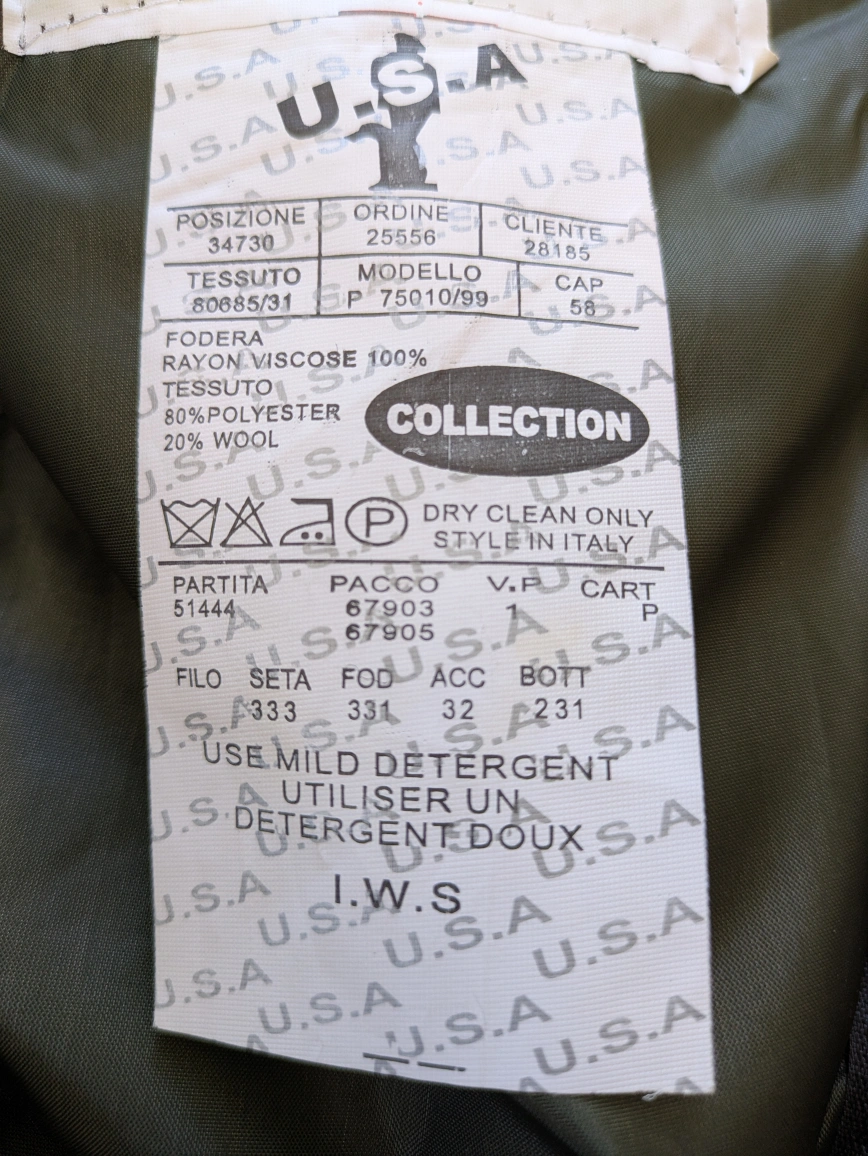 U.S.A
POSIZIONE ORDINE CLIENTE
34730 25556 28185
TESSUTO MODELLO CAP
80685/31 P 75010/99 58
FODERA
RAYON VISCOSE 100%
TESSUTO
80%POLYESTER
20% WOOL
COLLECTION
P DRY CLEAN ONLY
STYLE IN ITALY
PARTITA PACCO V.P CART
51444 67903 1 P
67905
FILO SETA FOD ACC BOTT
333 331 32 231
USE MILD DETERGENT
UTILISER UN
DETERGENT DOUX
I.W.S